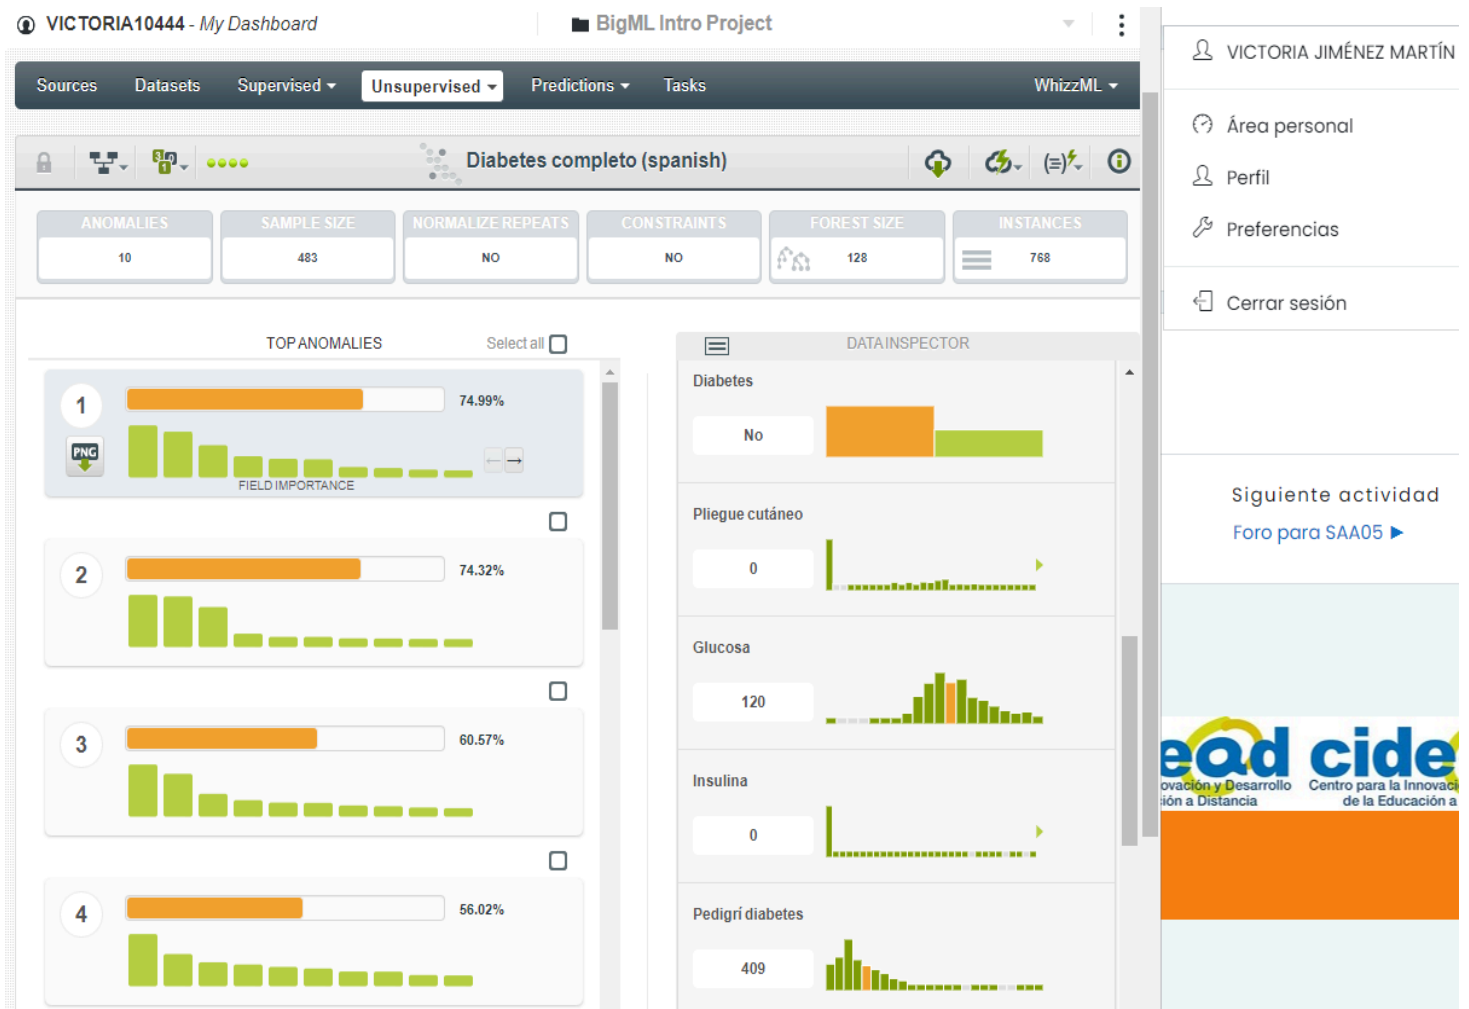 VICTORIA10444 - My Dashboard
BigML Intro Project
Sources
Datasets
Supervised
Unsupervised
Predictions
Tasks
WhizzML
Diabetes completo (spanish)
ANOMALIES
SAMPLE SIZE
NORMALIZE REPEATS
CONSTRAINTS
FOREST SIZE
INSTANCES
10
483
NO
NO
128
768
TOP ANOMALIES
Select all
1
74.99%
PNG
FIELD IMPORTANCE
2
74.32%
3
60.57%
4
56.02%
DATA INSPECTOR
Diabetes
No
Pliegue cutáneo
0
Glucosa
120
Insulina
0
Pedigrí diabetes
409
VICTORIA JIMÉNEZ MARTÍN
Área personal
Perfil
Preferencias
Cerrar sesión
Siguiente actividad
Foro para SAA05 ►
ead cide
ovación y Desarrollo
ión a Distancia
Centro para la Innovaci
de la Educación a